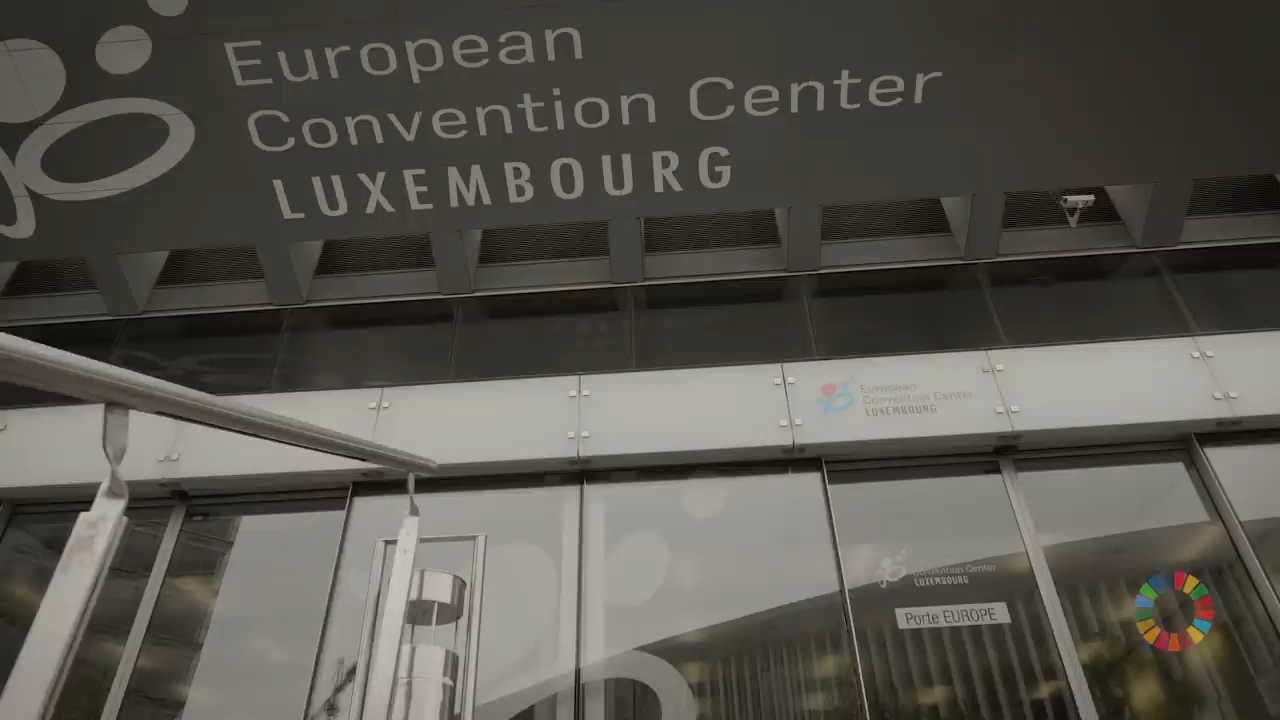 European
Convention Center
LUXEMBOURG
European
Convention Center
LUXEMBOURG
Convention Center
LUXEMBOURG
Porte EUROPE